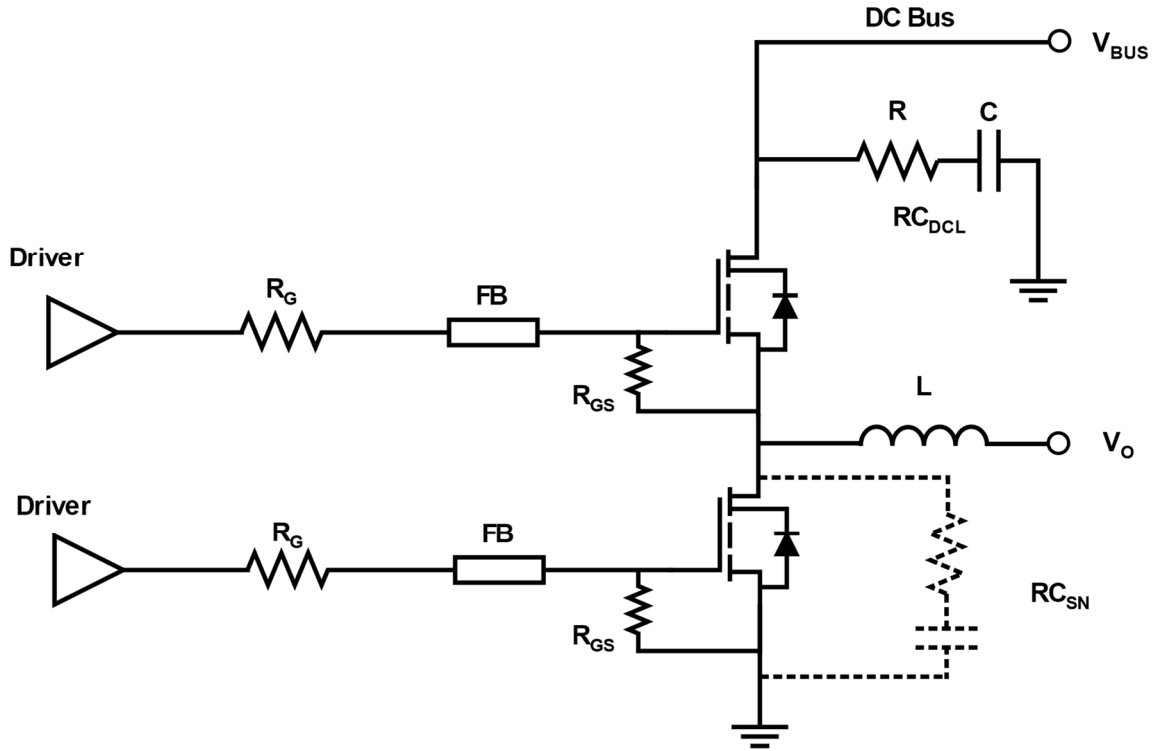 DC Bus
VBUS
R
C
RCDCL
Driver
RG
FB
RGS
L
VO
Driver
RG
FB
RGS
RCSN